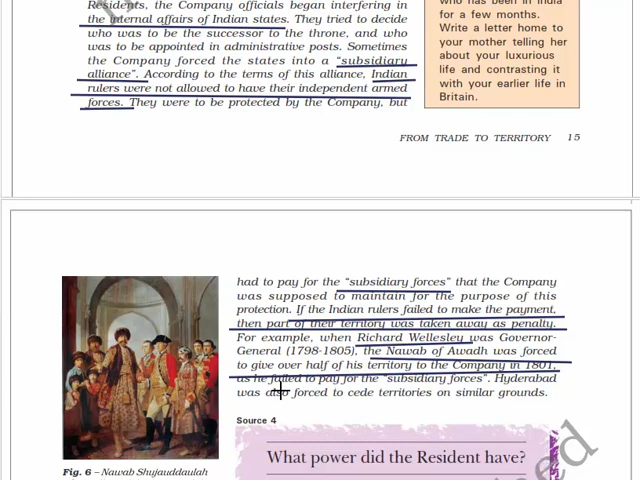 Residents, the Company officials began interfering in
the internal affairs of Indian states. They tried to decide
who was to be the successor to the throne, and who
was to be appointed in administrative posts. Sometimes
the Company forced the states into a “subsidiary
alliance”. According to the terms of this alliance, Indian
rulers were not allowed to have their independent armed
forces. They were to be protected by the Company, but
who has been in India
for a few months.
Write a letter home to
your mother telling her
about your luxurious
life and contrasting it
with your earlier life in
Britain.
FROM TRADE TO TERRITORY 15
had to pay for the “subsidiary forces” that the Company
was supposed to maintain for the purpose of this
protection. If the Indian rulers failed to make the payment,
then part of their territory was taken away as penalty.
For example, when Richard Wellesley was Governor-
General (1798-1805), the Nawab of Awadh was forced
to give over half of his territory to the Company in 1801,
as he failed to pay for the “subsidiary forces”. Hyderabad
was also forced to cede territories on similar grounds.
Source 4
What power did the Resident have?
Fig. 6 – Nawab Shujauddaulah